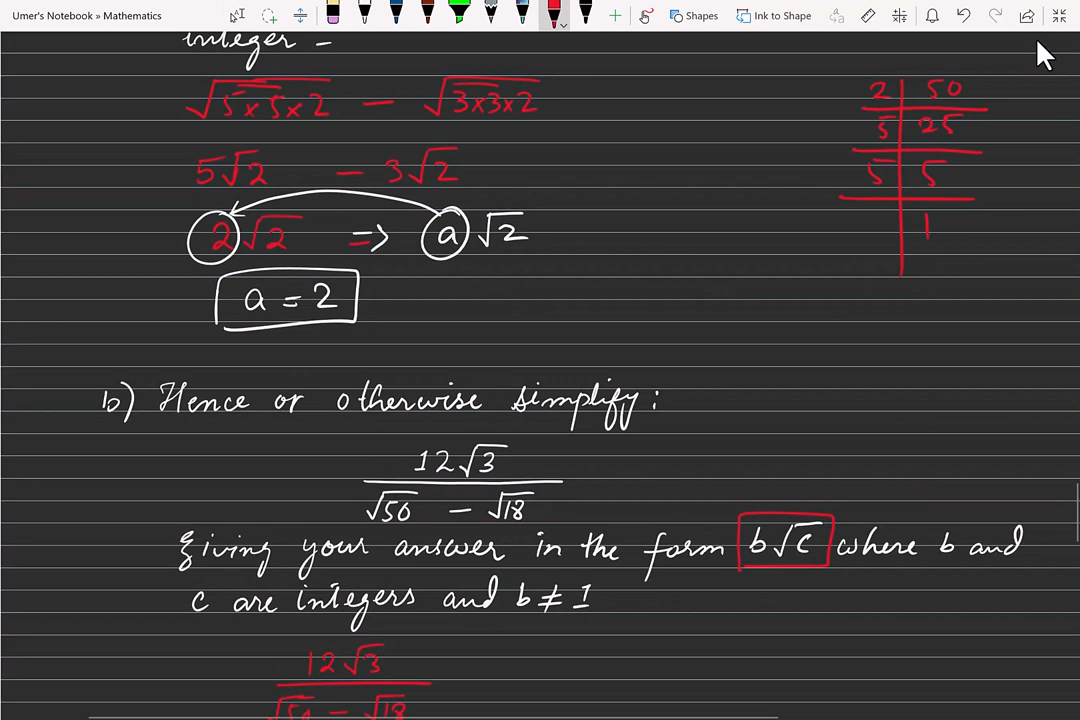 Umer's Notebook » Mathematics
Shapes
Ink to Shape
integer -
√5×5×2 - √3×3×2
5√2 - 3√2
2√2 => a√2
a = 2
2 | 50
5 | 25
5 | 5
1
b) Hence or otherwise simplify:
12√3
√50 - √18
giving your answer in the form b√c where b and
c are integers and b ≠ 1
12√3
√50 - √18